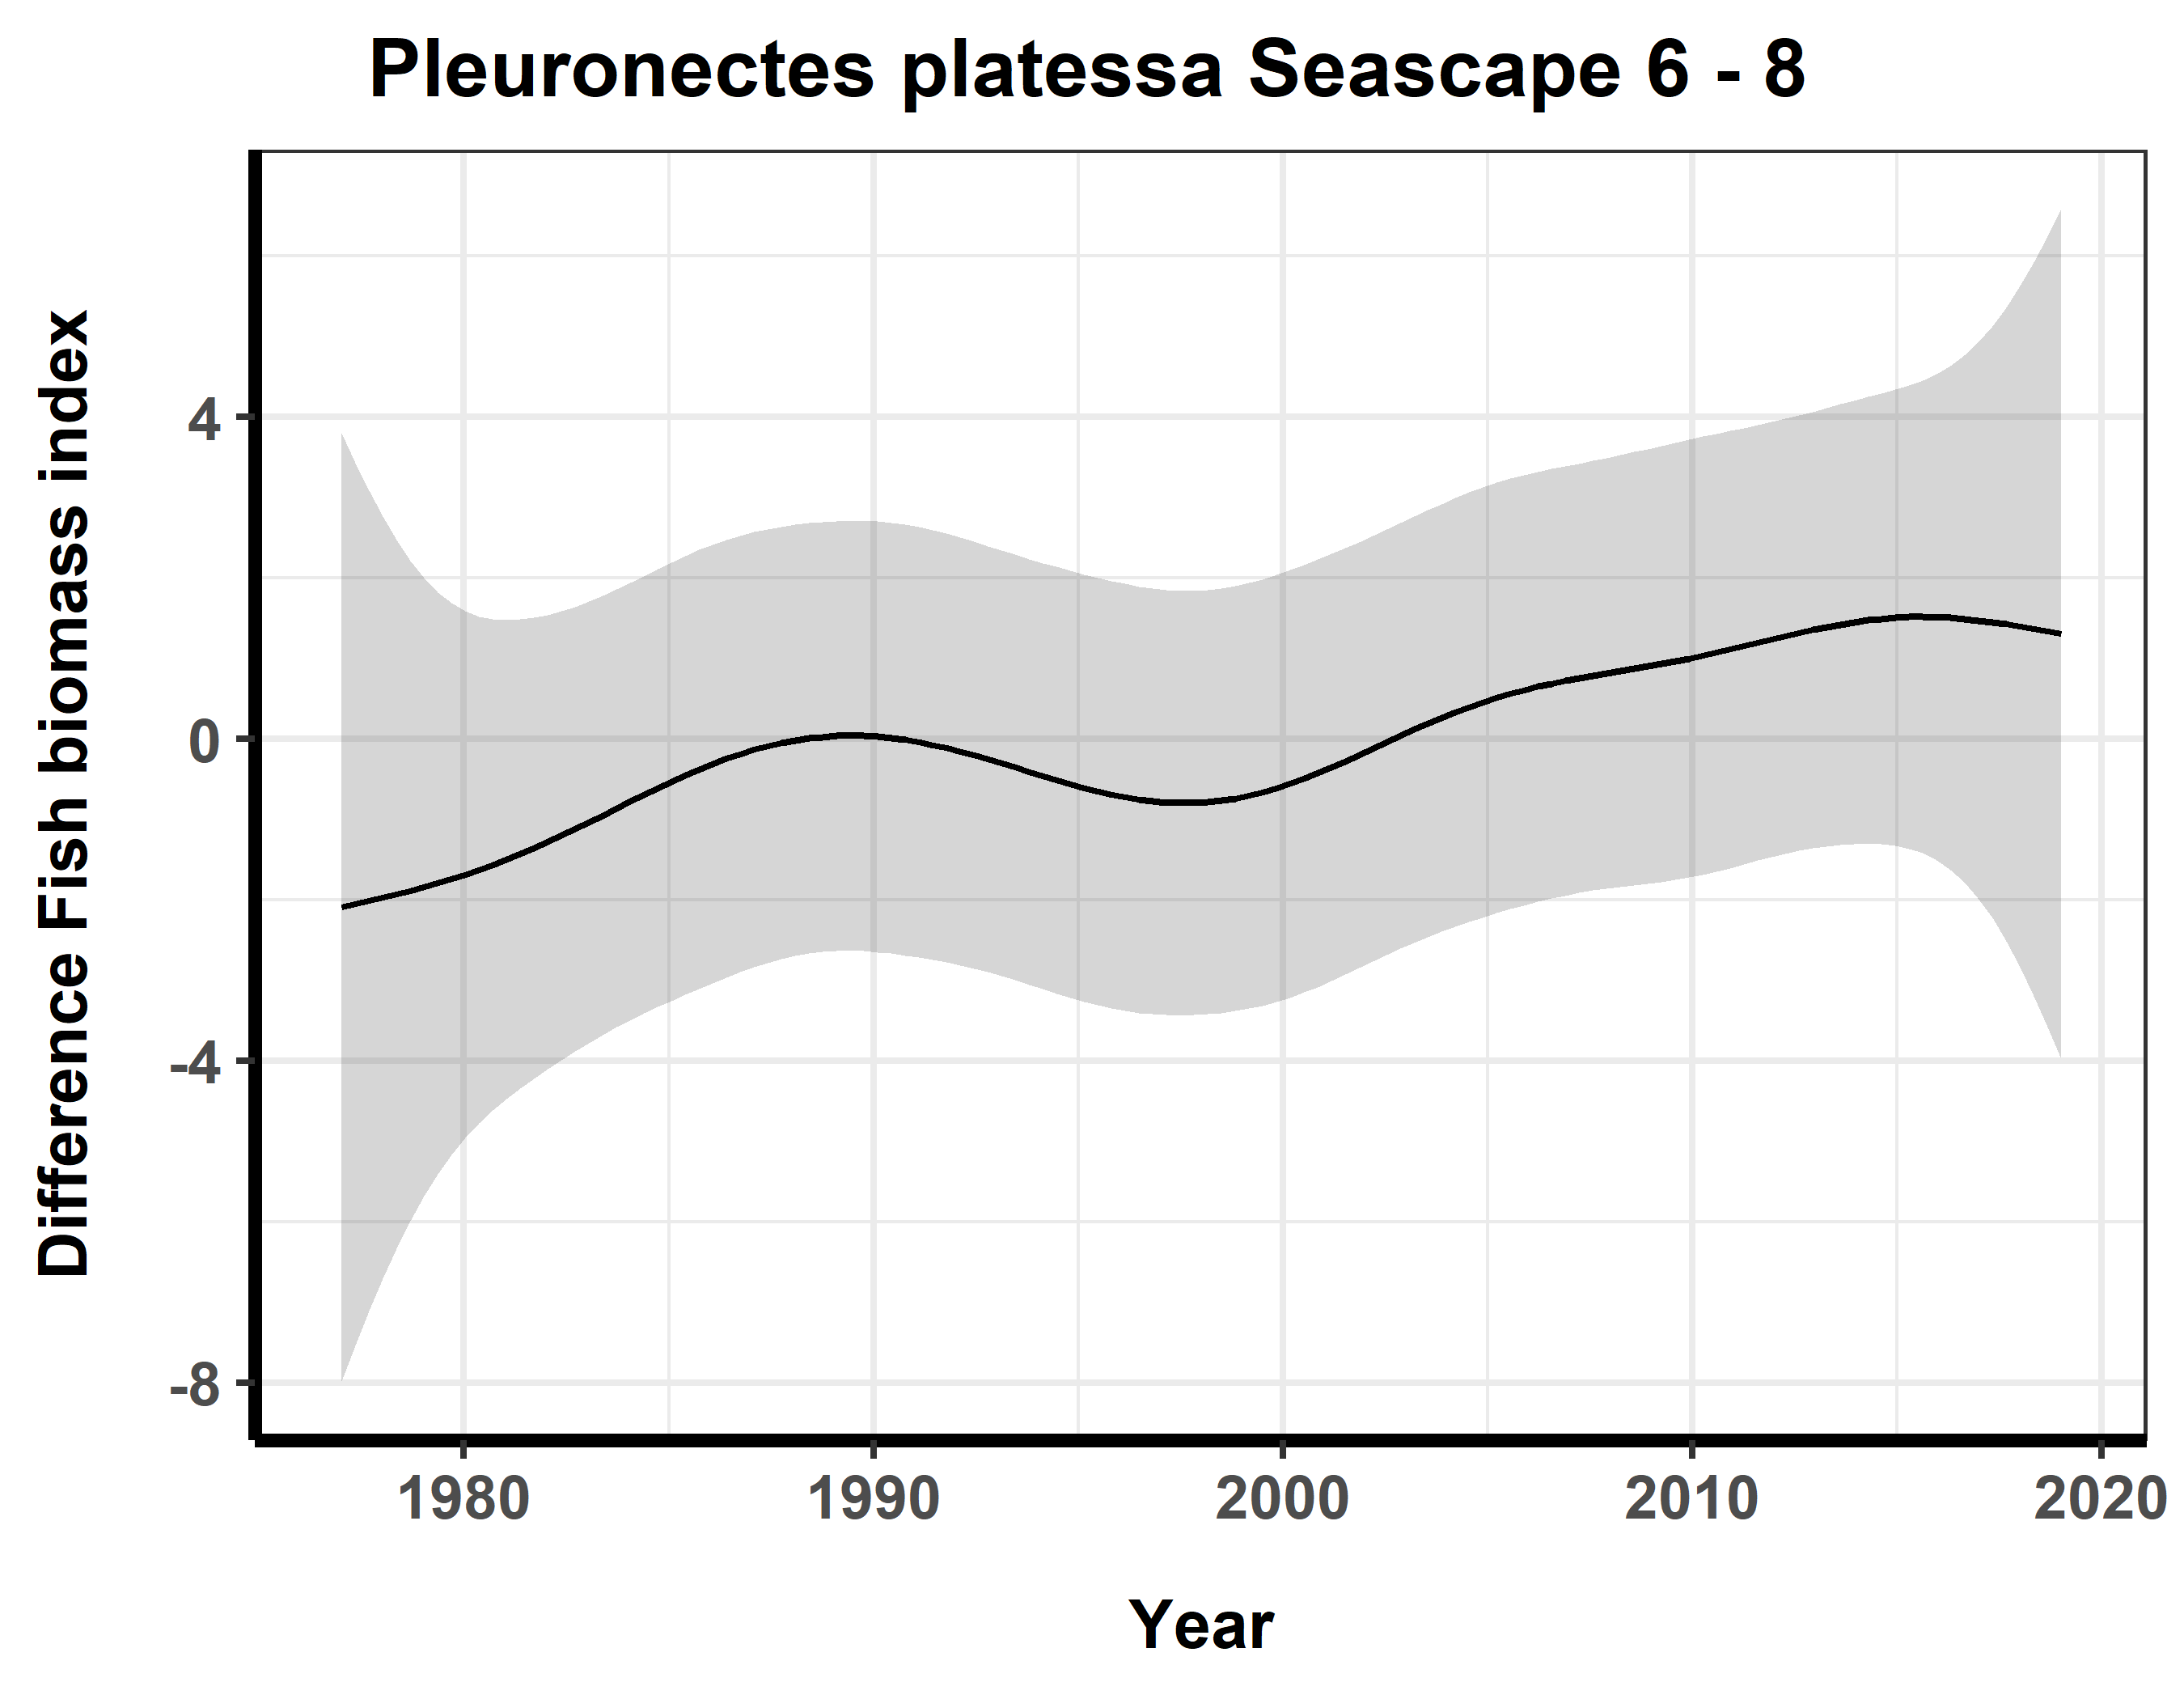 Pleuronectes platessa Seascape 6 - 8
Difference Fish biomass index
4
0
-4
-8
1980 1990 2000 2010 2020
Year